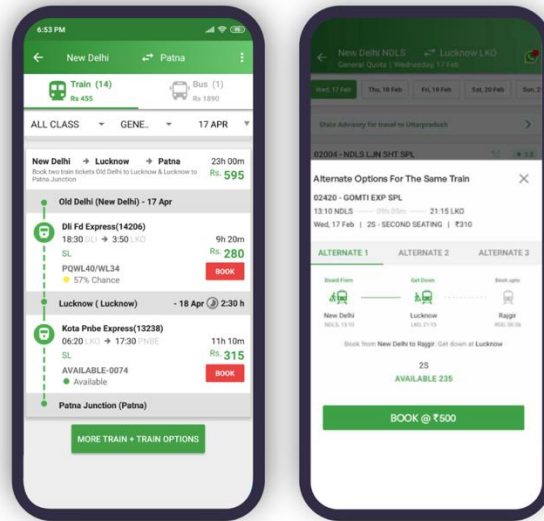 6:53 PM
New Delhi Patna
Train (14) Bus (1)
Rs 455 Rs 1890
ALL CLASS GENE.. 17 APR
New Delhi → Lucknow → Patna 23h 00m
Book two train tickets Old Delhi to Lucknow & Lucknow to Patna Junction
Rs. 595
Old Delhi (New Delhi) - 17 Apr
Dli Fd Express(14206)
18:30 DLI → 3:50 LKO 9h 20m
SL Rs. 280
PQWL40/WL34 BOOK
57% Chance
Lucknow ( Lucknow) - 18 Apr 2:30 h
Kota Pnbe Express(13238)
06:20 LKO → 17:30 PNBE 11h 10m
SL Rs. 315
AVAILABLE-0074 BOOK
Available
Patna Junction (Patna)
MORE TRAIN + TRAIN OPTIONS
New Delhi NDLS Lucknow LKO
General Quota | Wednesday, 17 Feb
Wed, 17 Feb Thu, 18 Feb Fri, 19 Feb Sat, 20 Feb Sun, 2
State Advisory for travel to Uttarpradesh
02004 - NDLS LJN SHT SPL
Alternate Options For The Same Train
02420 - GOMTI EXP SPL
13:10 NDLS 21:15 LKO
Wed, 17 Feb | 2S - SECOND SEATING | ₹310
ALTERNATE 1 ALTERNATE 2 ALTERNATE 3
Board From Get Down Book upto
New Delhi Lucknow Rajgir
NDLS, 13:10 LKO, 21:15
Book from New Delhi to Rajgir. Get down at Lucknow
2S
AVAILABLE 235
BOOK @ ₹500